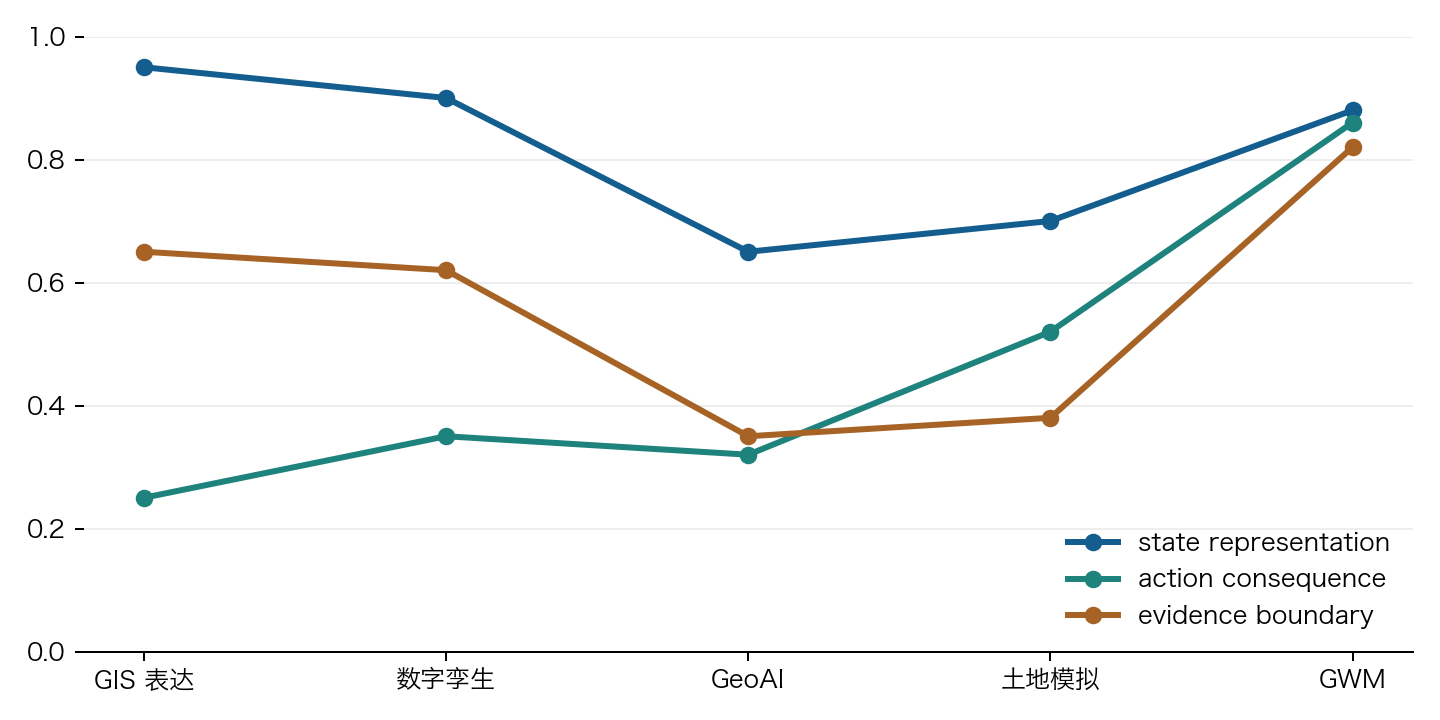 1.0
0.8
0.6
0.4
0.2
0.0
state representation
action consequence
evidence boundary
GIS 表达 数字孪生 GeoAI 土地模拟 GWM